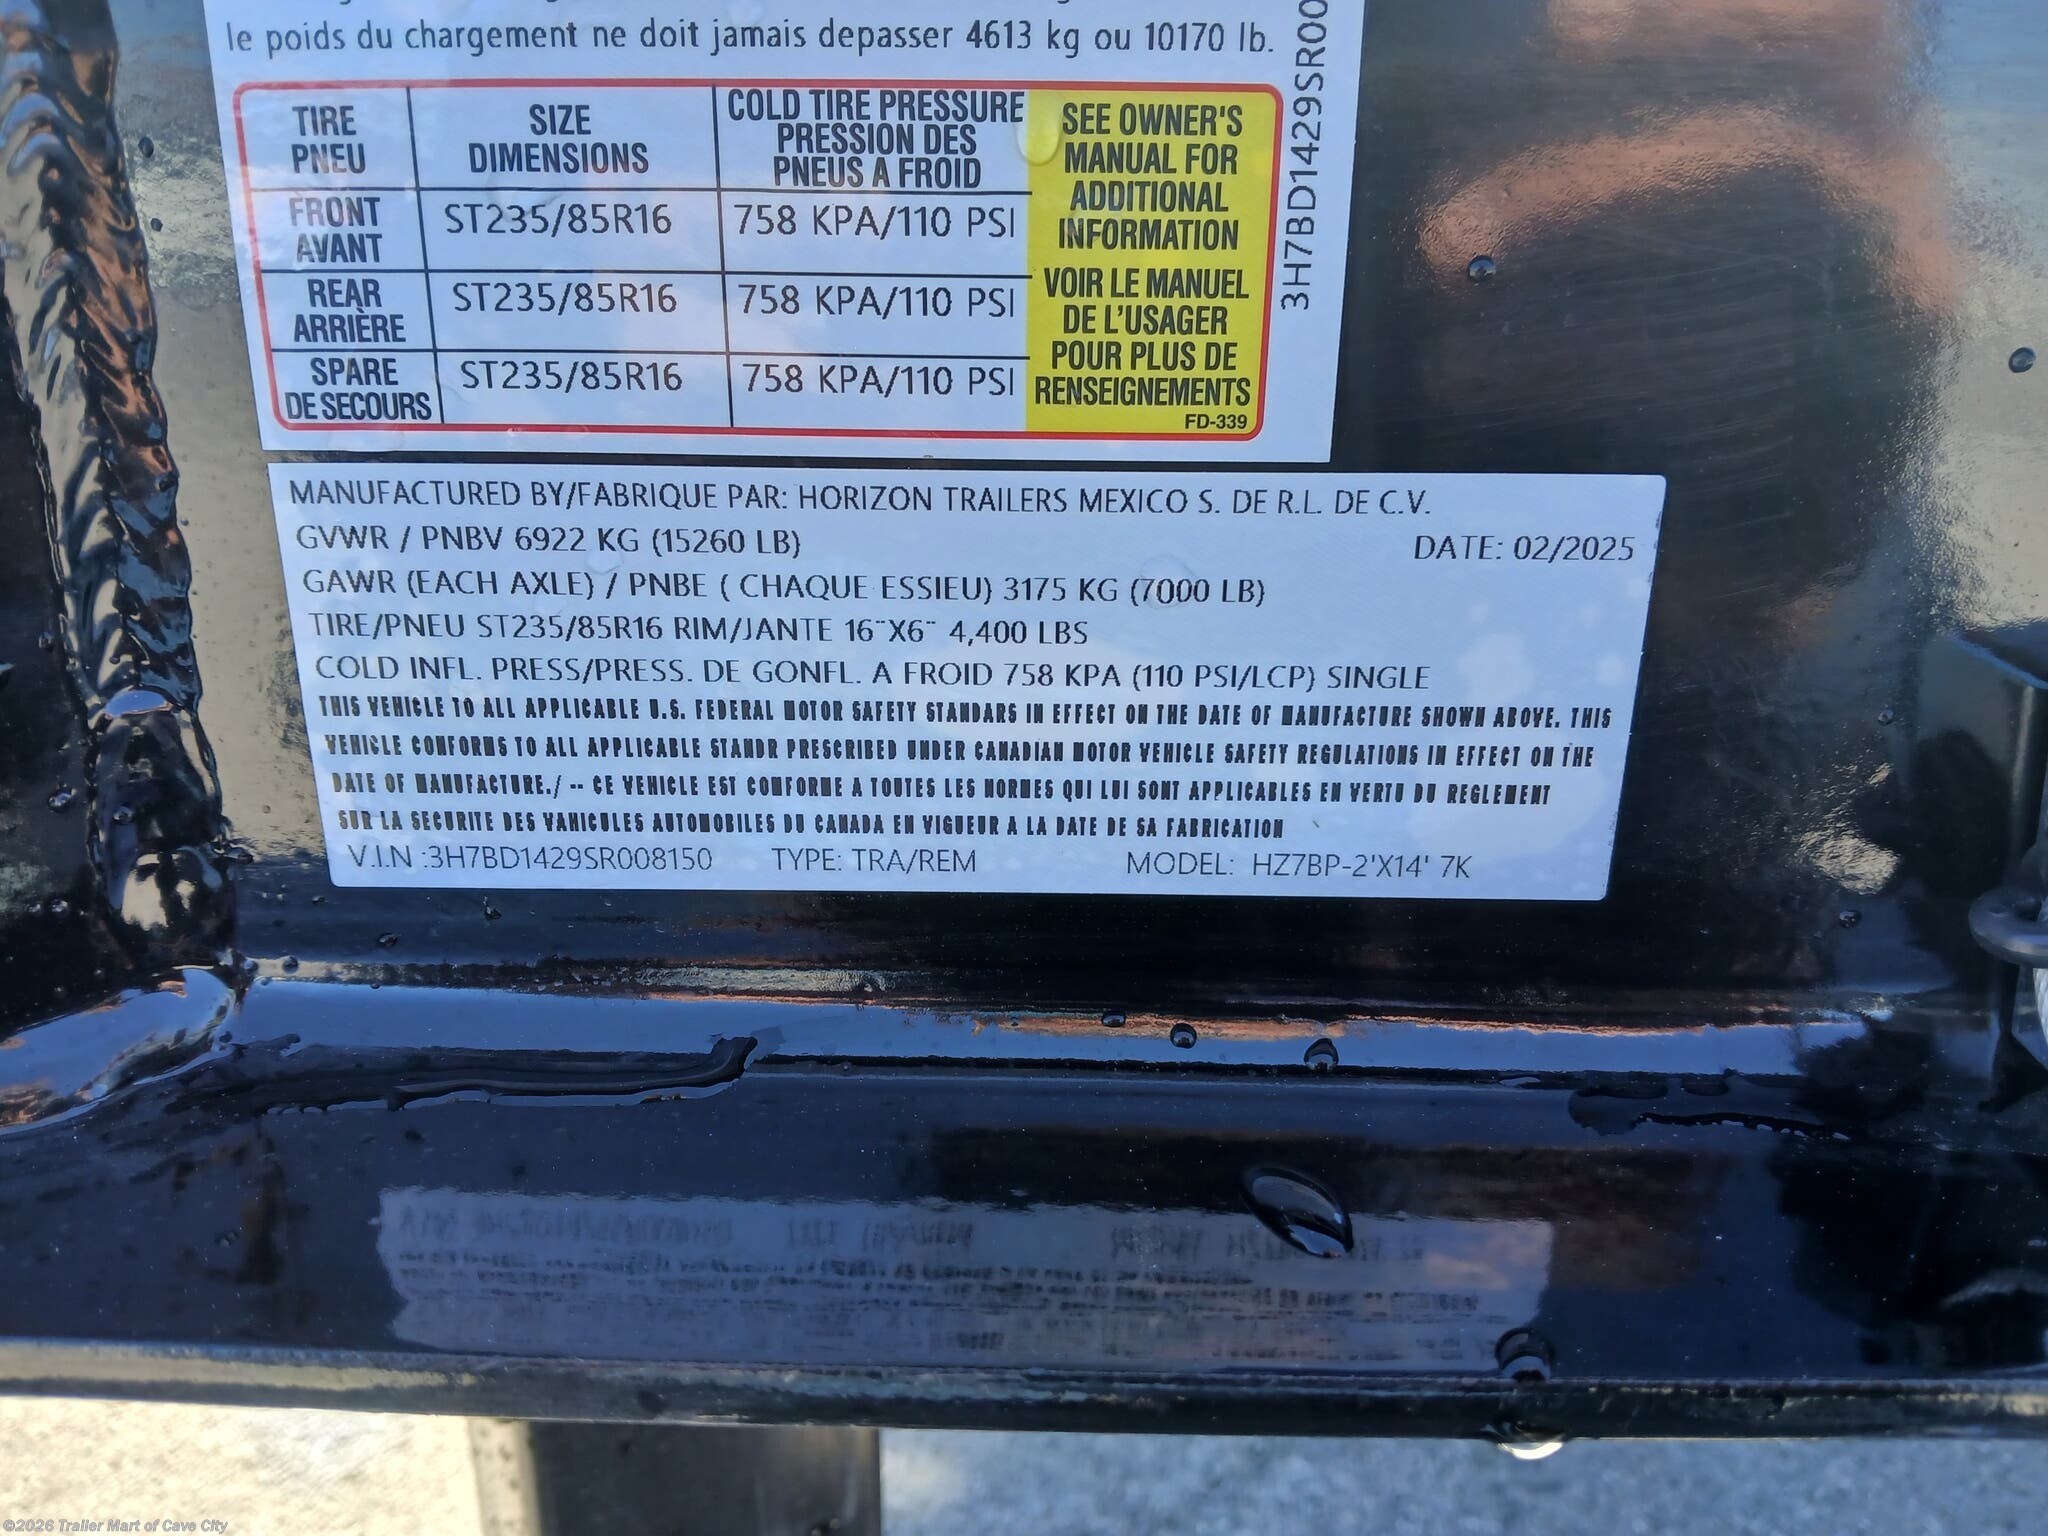 le poids du chargement ne doit jamais depasser 4613 kg ou 10170 lb.
TIRE
PNEU
SIZE
DIMENSIONS
COLD TIRE PRESSURE
PRESSION DES
PNEUS A FROID
FRONT
AVANT
ST235/85R16
758 KPA/110 PSI
REAR
ARRIÈRE
ST235/85R16
758 KPA/110 PSI
SPARE
DE SECOURS
ST235/85R16
758 KPA/110 PSI
SEE OWNER'S
MANUAL FOR
ADDITIONAL
INFORMATION
VOIR LE MANUEL
DE L'USAGER
POUR PLUS DE
RENSEIGNEMENTS
FD-339
3H7BD1429SR00
MANUFACTURED BY/FABRIQUE PAR: HORIZON TRAILERS MEXICO S. DE R.L. DE C.V.
GVWR / PNBV 6922 KG (15260 LB)
DATE: 02/2025
GAWR (EACH AXLE) / PNBE ( CHAQUE ESSIEU) 3175 KG (7000 LB)
TIRE/PNEU ST235/85R16 RIM/JANTE 16¨X6¨ 4,400 LBS
COLD INFL. PRESS/PRESS. DE GONFL. A FROID 758 KPA (110 PSI/LCP) SINGLE
THIS VEHICLE TO ALL APPLICABLE U.S. FEDERAL MOTOR SAFETY STANDARS IN EFFECT ON THE DATE OF MANUFACTURE SHOWN ABOVE. THIS
VEHICLE CONFORMS TO ALL APPLICABLE STANDR PRESCRIBED UNDER CANADIAN MOTOR VEHICLE SAFETY REGULATIONS IN EFFECT ON THE
DATE OF MANUFACTURE./ -- CE VEHICLE EST CONFORME A TOUTES LES NORMES QUI LUI SONT APPLICABLES EN VERTU DU REGLEMENT
SUR LA SECURITE DES VAHICULES AUTOMOBILES DU CANADA EN VIGUEUR A LA DATE DE SA FABRICATION
V.I.N :3H7BD1429SR008150 TYPE: TRA/REM MODEL: HZ7BP-2'X14' 7K
©2026 Trailer Mart of Cave City